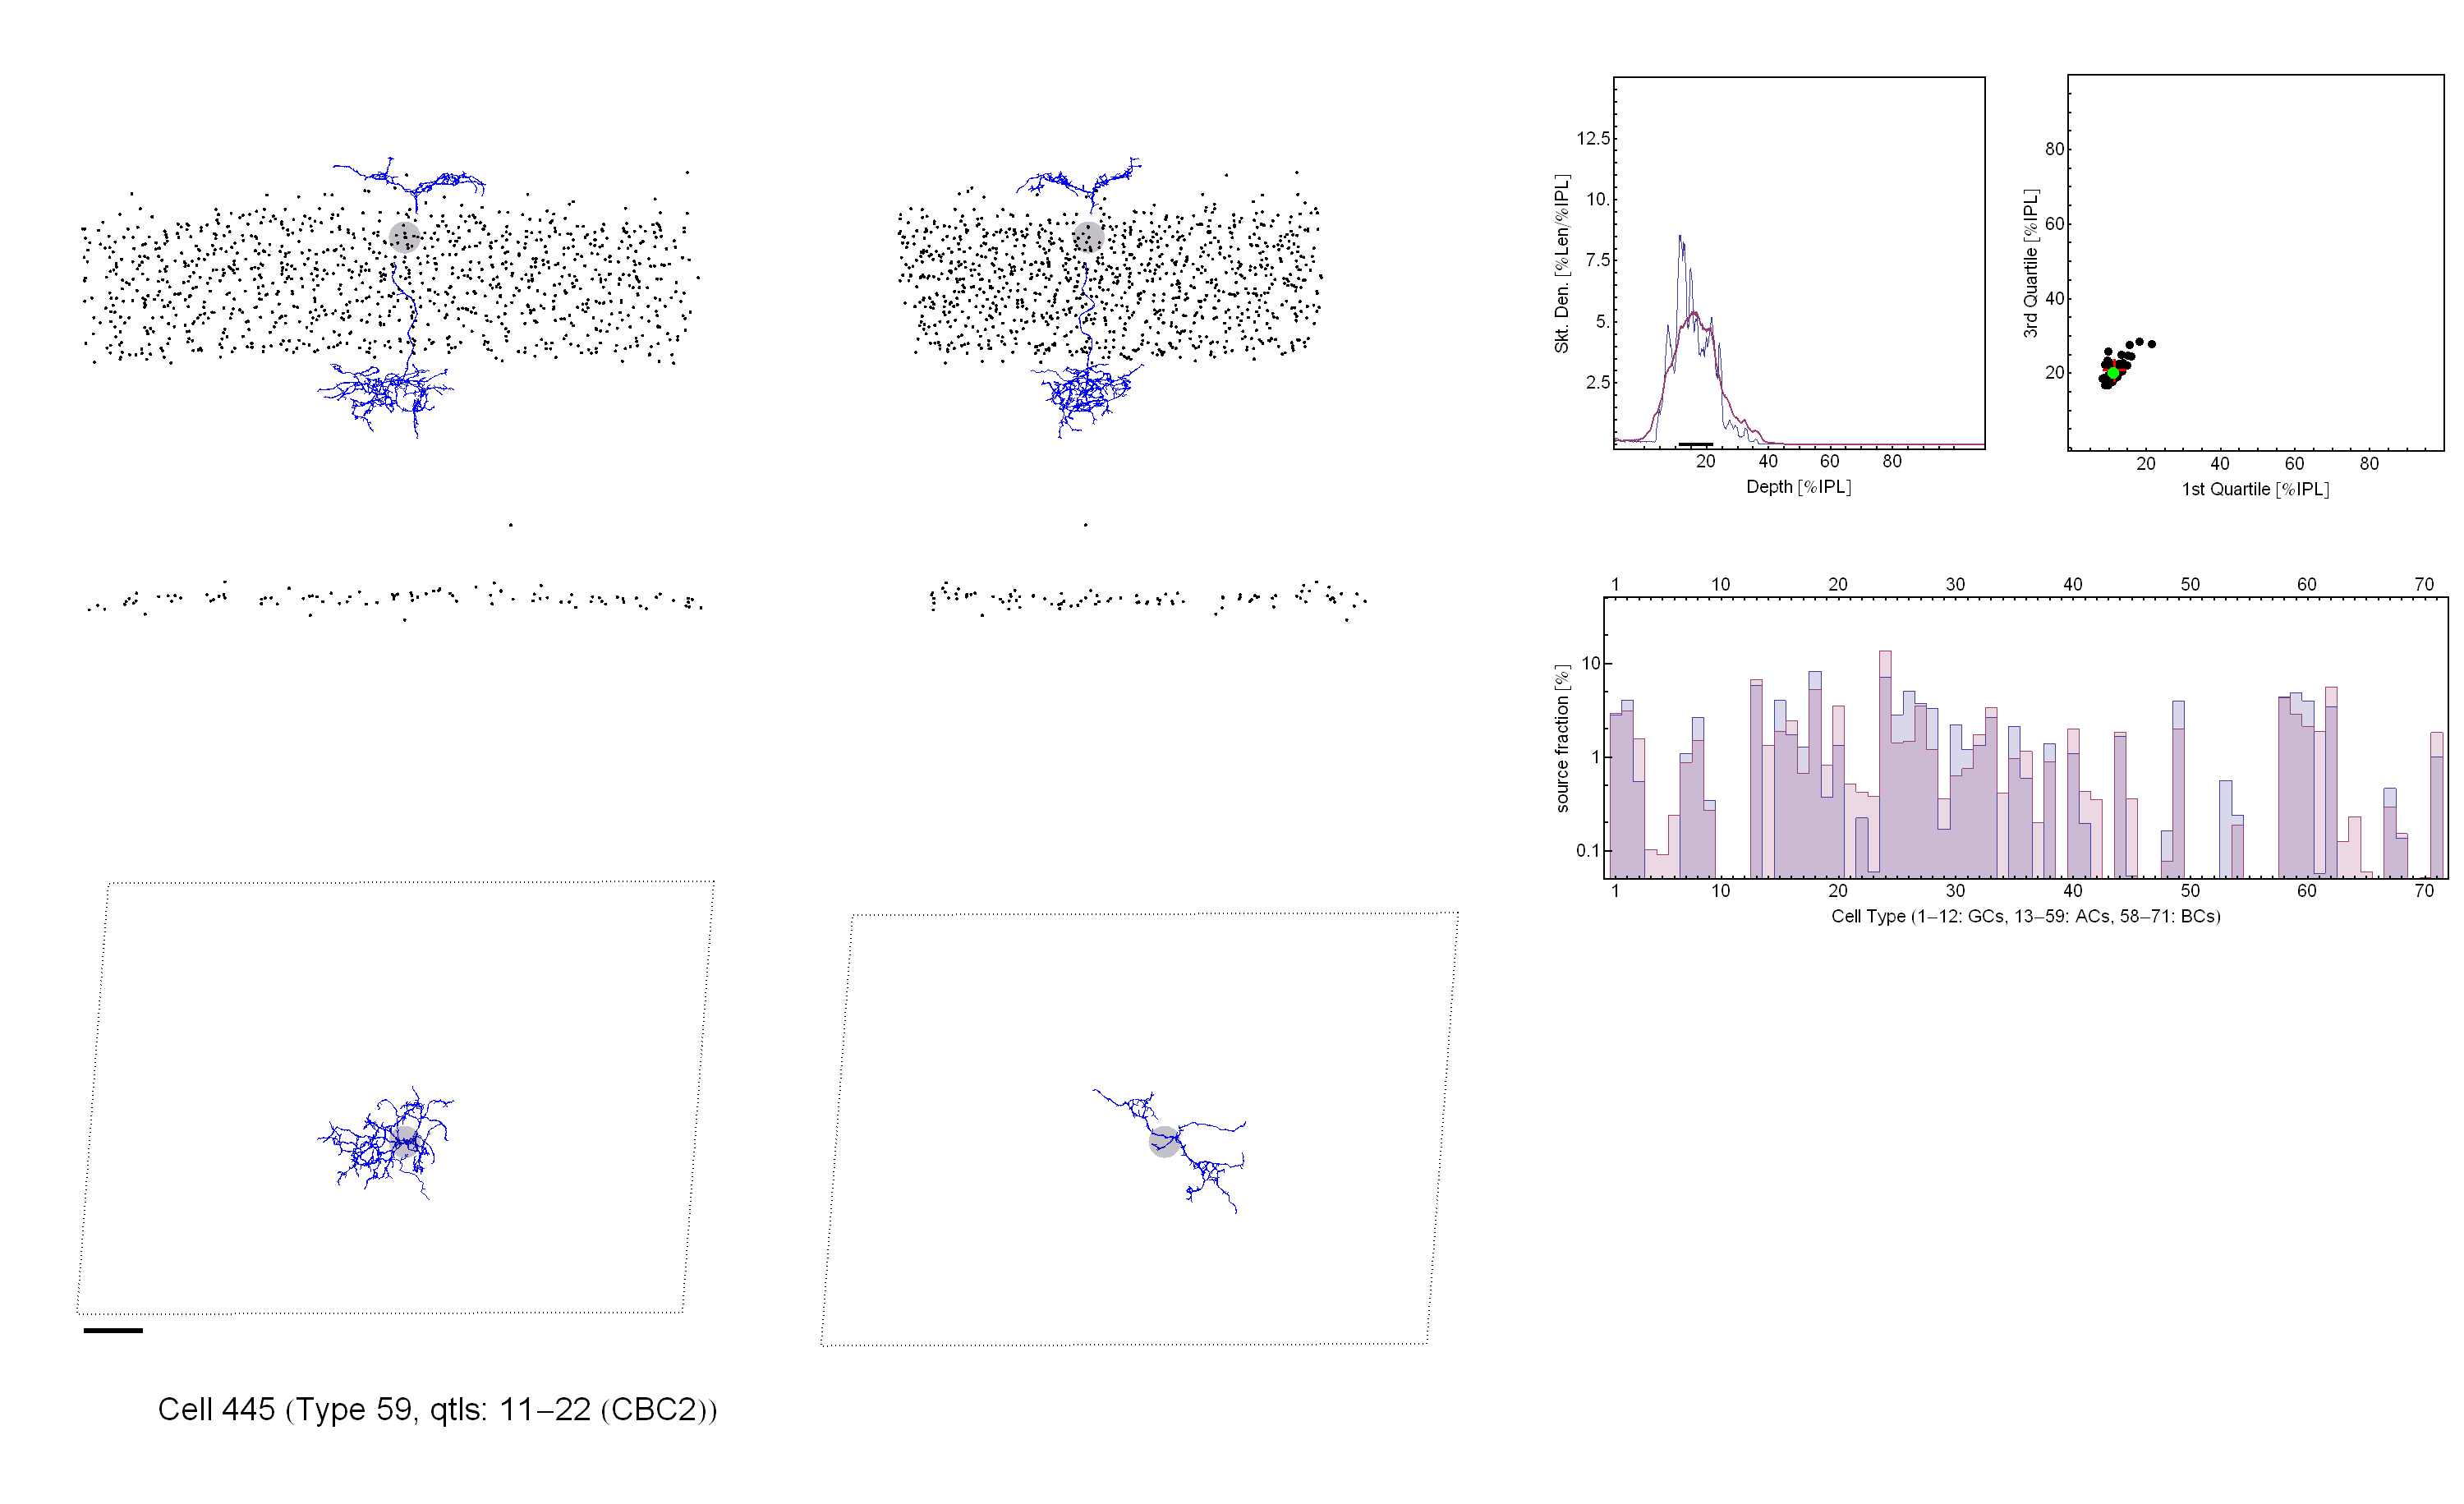 12.5
10.
7.5
5.
2.5
Skt. Den. [%Len/%IPL]
20 40 60 80
Depth [%IPL]
80
60
40
20
3rd Quartile [%IPL]
20 40 60 80
1st Quartile [%IPL]
1 10 20 30 40 50 60 70
10
1
0.1
source fraction [%]
1 10 20 30 40 50 60 70
Cell Type (1–12: GCs, 13–59: ACs, 58–71: BCs)
Cell 445 (Type 59, qtls: 11–22 (CBC2))